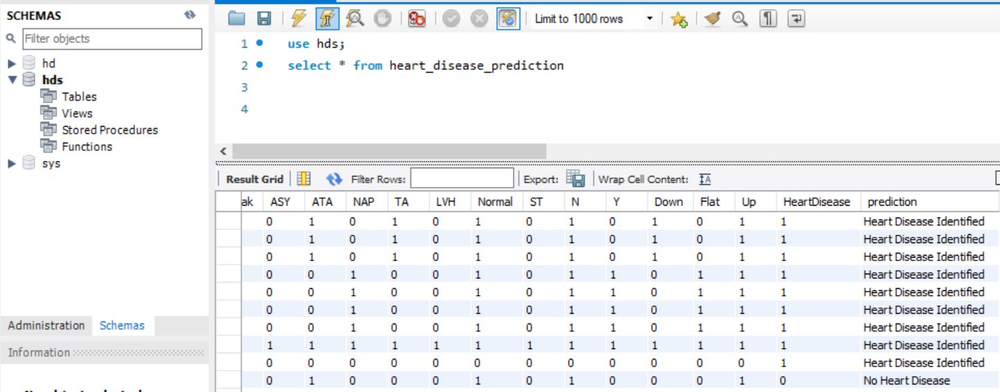 SCHEMAS
Filter objects
hd
hds
Tables
Views
Stored Procedures
Functions
sys
Administration Schemas
Information
Limit to 1000 rows
1 use hds;
2 select * from heart_disease_prediction
3
4
Result Grid Filter Rows: Export: Wrap Cell Content:
ak ASY ATA NAP TA LVH Normal ST N Y Down Flat Up HeartDisease prediction
0 1 0 1 0 1 0 1 0 1 0 1 1 Heart Disease Identified
0 1 0 1 0 1 0 1 0 1 0 1 1 Heart Disease Identified
0 1 0 1 0 1 0 1 0 1 0 1 1 Heart Disease Identified
0 0 1 0 0 1 0 1 1 0 1 1 1 Heart Disease Identified
0 0 1 0 0 1 0 1 1 0 1 1 1 Heart Disease Identified
0 0 1 0 0 1 0 1 1 0 1 1 1 Heart Disease Identified
0 0 1 0 0 1 0 1 1 0 1 1 1 Heart Disease Identified
1 1 1 1 1 1 1 1 1 1 1 1 1 Heart Disease Identified
0 0 0 0 0 0 0 0 0 0 0 0 1 Heart Disease Identified
0 1 0 0 0 1 0 1 0 0 0 1 0 No Heart Disease